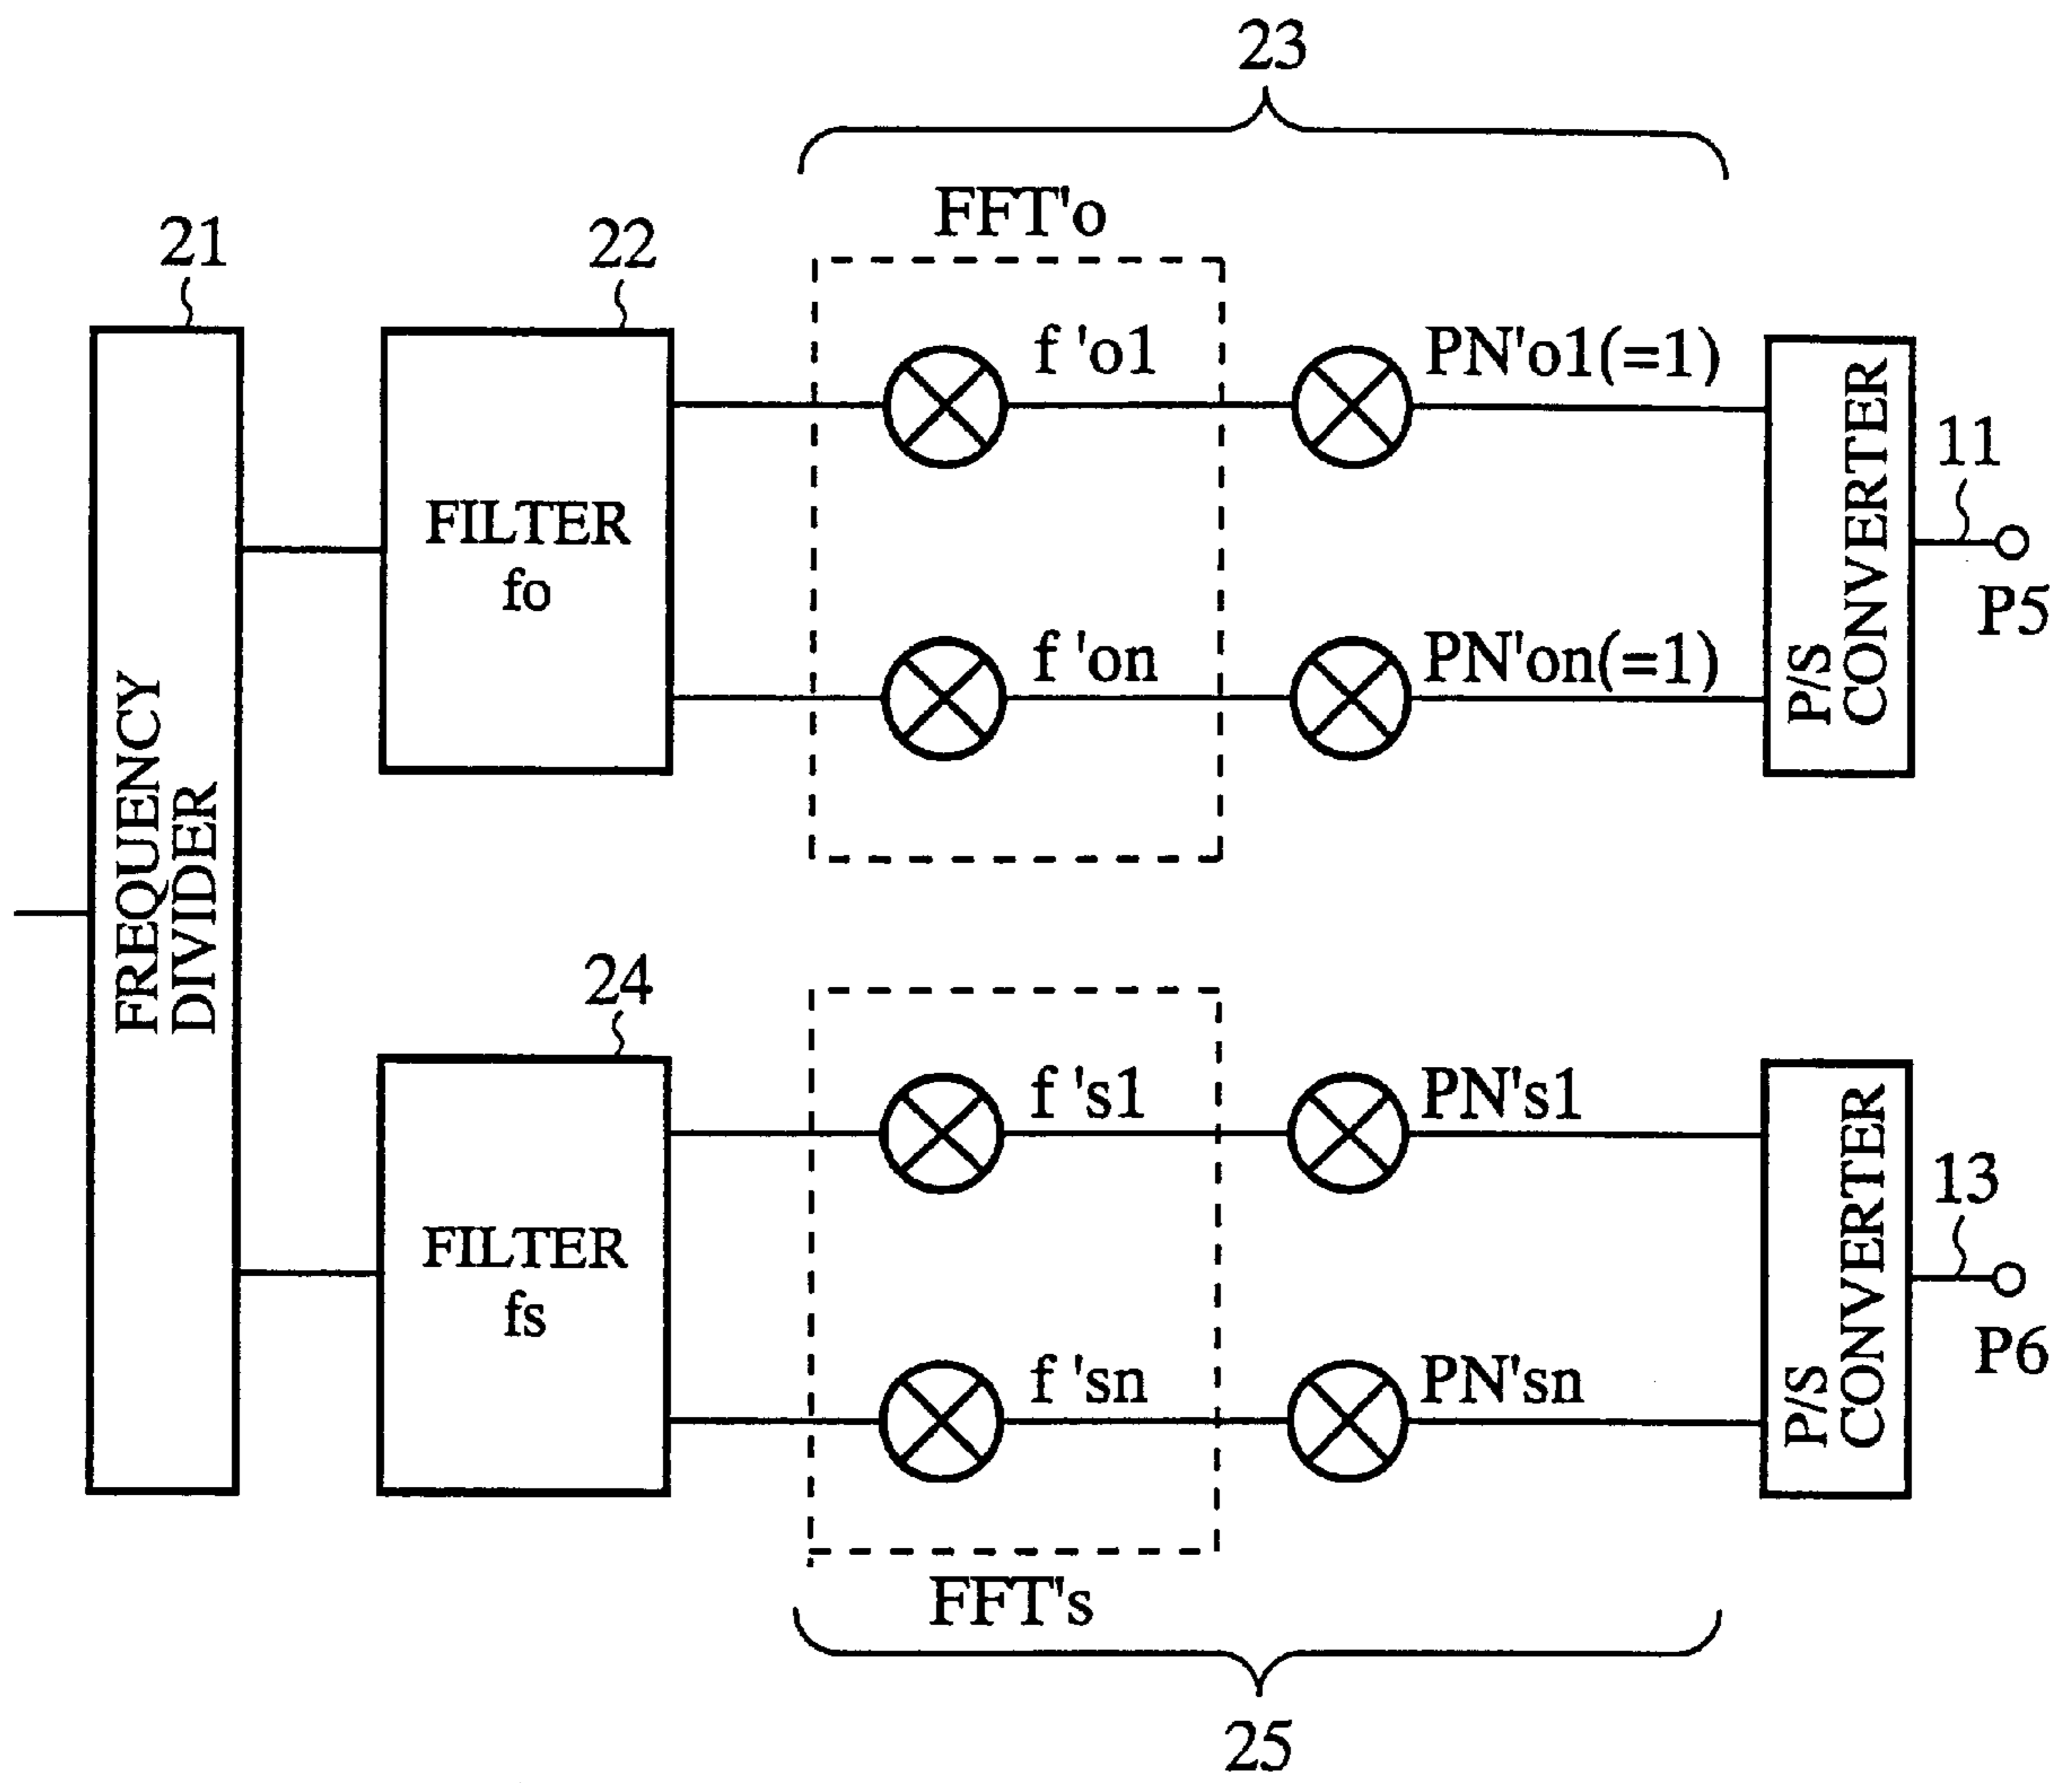 23
FFT'o
21
22
f'o1
PN'o1(=1)
FILTER
fo
f'on
PN'on(=1)
P/S
CONVERTER
11
P5
FREQUENCY
DIVIDER
24
f's1
PN's1
FILTER
fs
f'sn
PN'sn
P/S
CONVERTER
13
P6
FFT's
25